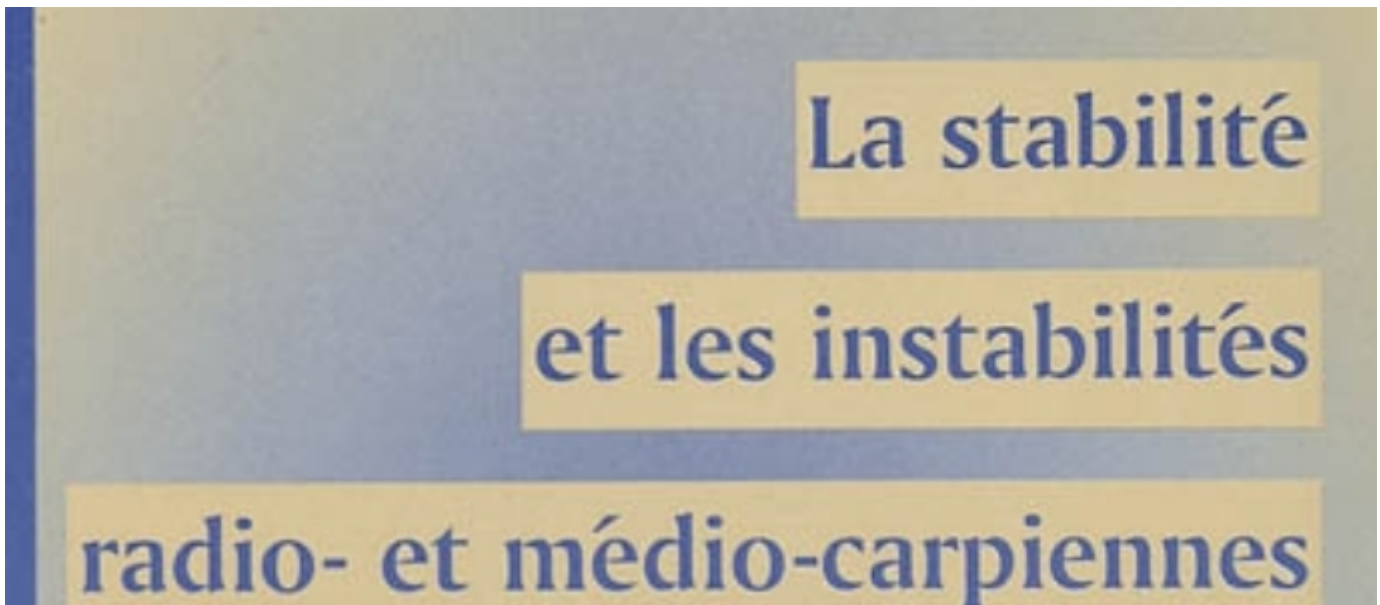 La stabilité
et les instabilités
radio- et médio-carpiennes